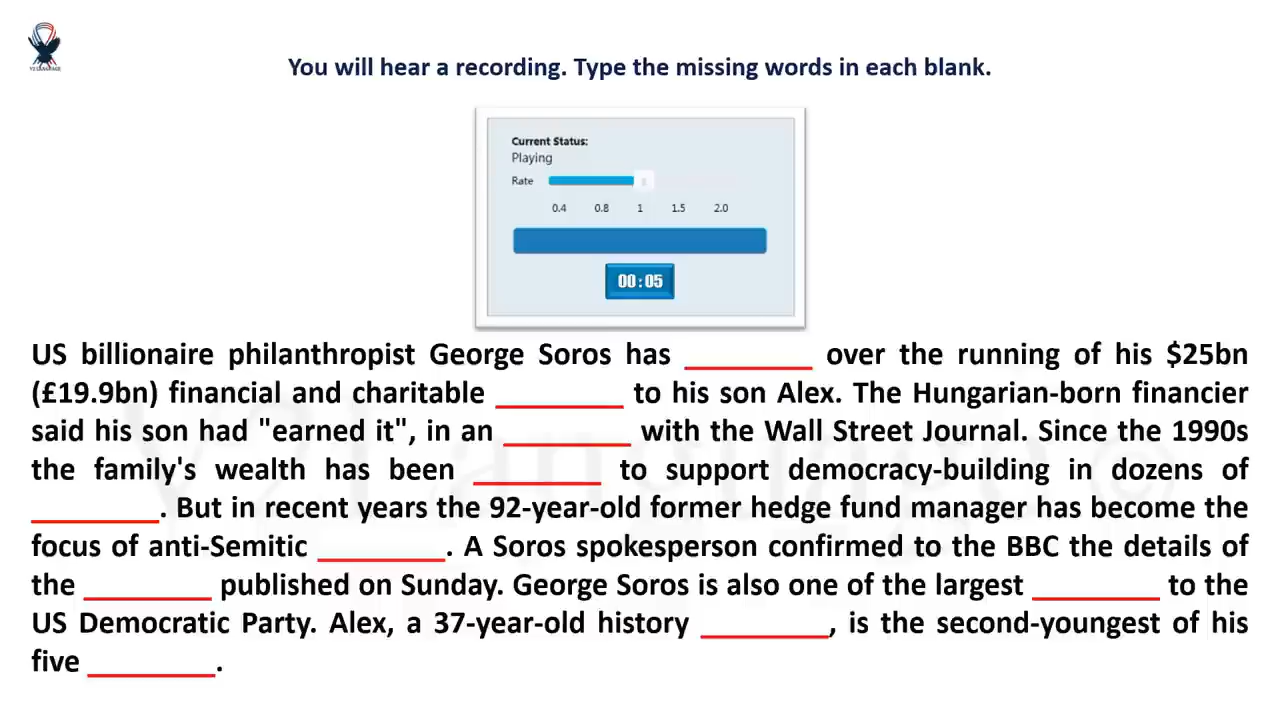 V2 LANGUAGE
You will hear a recording. Type the missing words in each blank.
Current Status:
Playing
Rate
0.4 0.8 1 1.5 2.0
00:05
US billionaire philanthropist George Soros has ________ over the running of his $25bn
(£19.9bn) financial and charitable ________ to his son Alex. The Hungarian-born financier
said his son had "earned it", in an ________ with the Wall Street Journal. Since the 1990s
the family's wealth has been ________ to support democracy-building in dozens of
________. But in recent years the 92-year-old former hedge fund manager has become the
focus of anti-Semitic ________. A Soros spokesperson confirmed to the BBC the details of
the ________ published on Sunday. George Soros is also one of the largest ________ to the
US Democratic Party. Alex, a 37-year-old history ________, is the second-youngest of his
five ________.